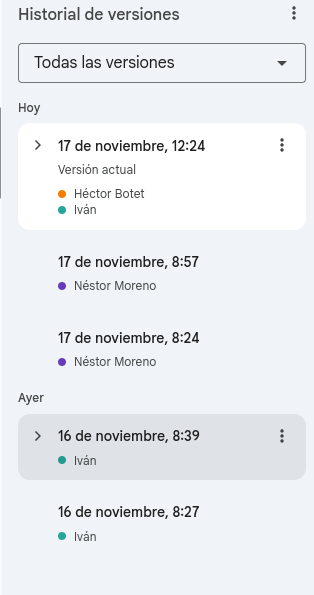 Historial de versiones
Todas las versiones
Hoy
17 de noviembre, 12:24
Versión actual
Héctor Botet
Iván
17 de noviembre, 8:57
Néstor Moreno
17 de noviembre, 8:24
Néstor Moreno
Ayer
16 de noviembre, 8:39
Iván
16 de noviembre, 8:27
Iván